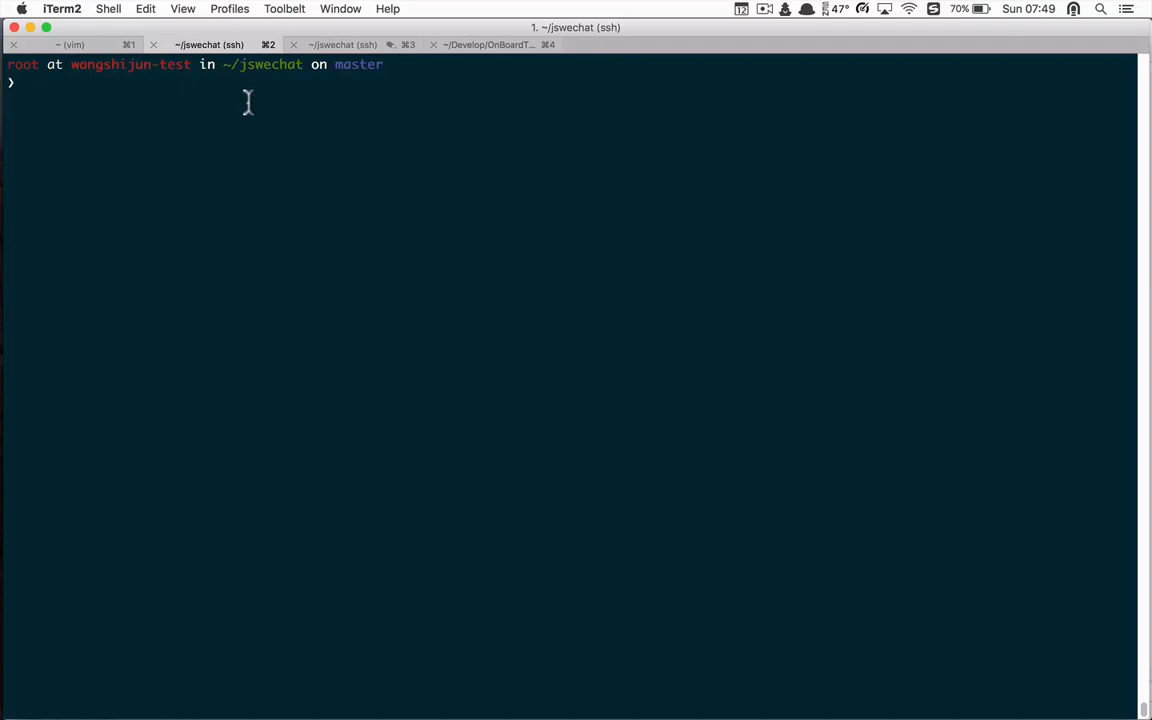 iTerm2 Shell Edit View Profiles Toolbelt Window Help 12 47° 70% Sun 07:49
1. ~/jswechat (ssh)
~ (vim) ⌘1 ~/jswechat (ssh) ⌘2 ~/jswechat (ssh) ⌘3 ~/Develop/OnBoardT... ⌘4
root at wangshijun-test in ~/jswechat on master
❯